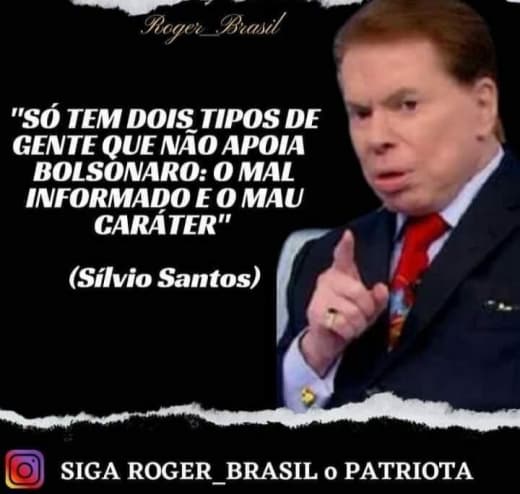 Roger_Brasil
"SÓ TEM DOIS TIPOS DE
GENTE QUE NÃO APOIA
BOLSONARO: O MAL
INFORMADO E O MAU
CARÁTER"
(Sílvio Santos)
SIGA ROGER_BRASIL o PATRIOTA